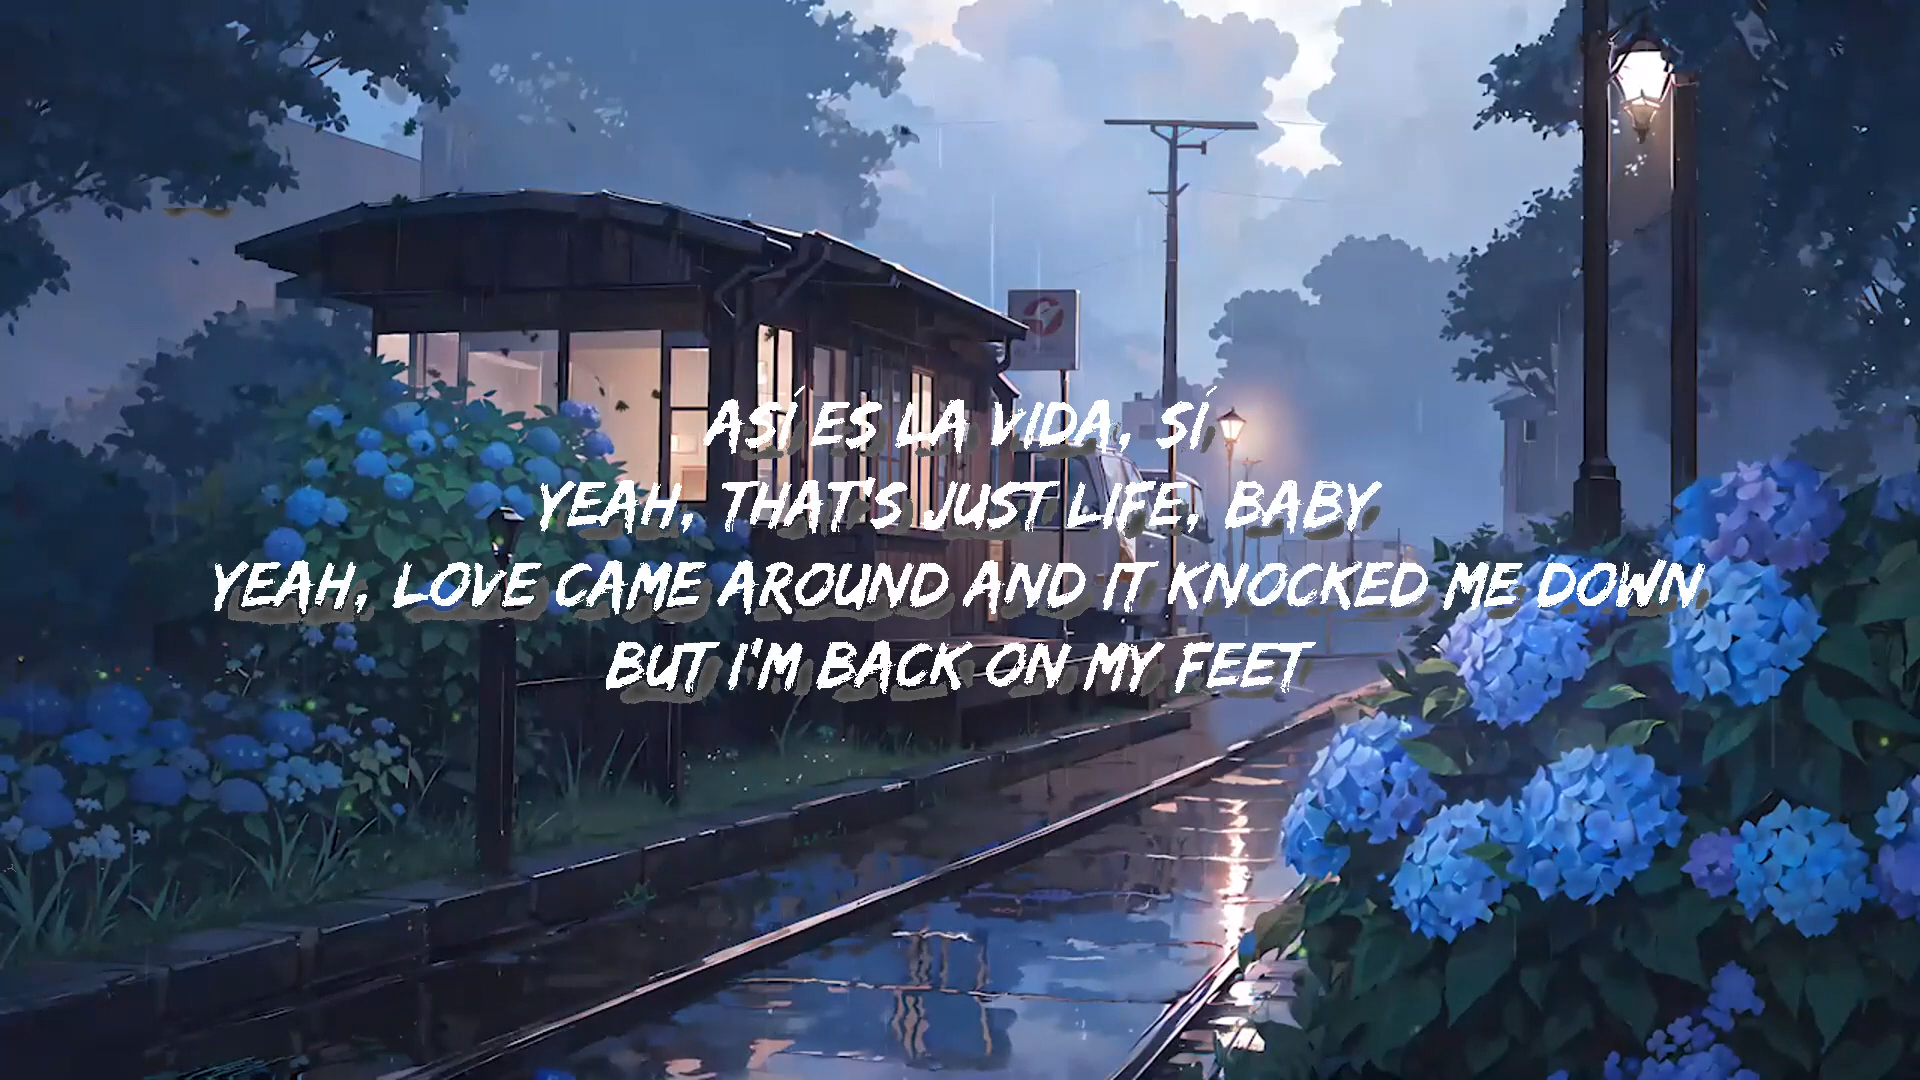 ASÍ ES LA VIDA, SÍ
YEAH, THAT'S JUST LIFE, BABY
YEAH, LOVE CAME AROUND AND IT KNOCKED ME DOWN
BUT I'M BACK ON MY FEET